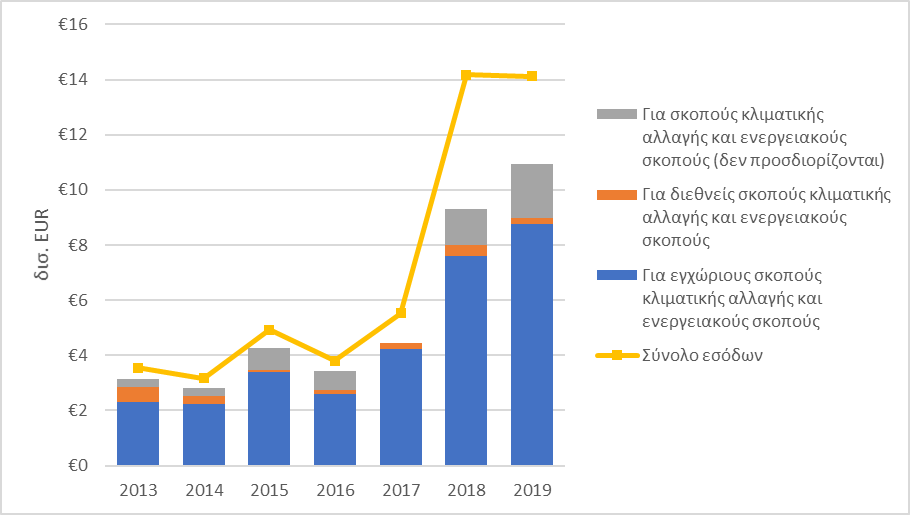 €16
€14
€12
€10
€8
€6
€4
€2
€0
δισ. EUR
2013 2014 2015 2016 2017 2018 2019
Για σκοπούς κλιματικής
αλλαγής και ενεργειακούς
σκοπούς (δεν προσδιορίζονται)
Για διεθνείς σκοπούς κλιματικής
αλλαγής και ενεργειακούς
σκοπούς
Για εγχώριους σκοπούς
κλιματικής αλλαγής και
ενεργειακούς σκοπούς
Σύνολο εσόδων